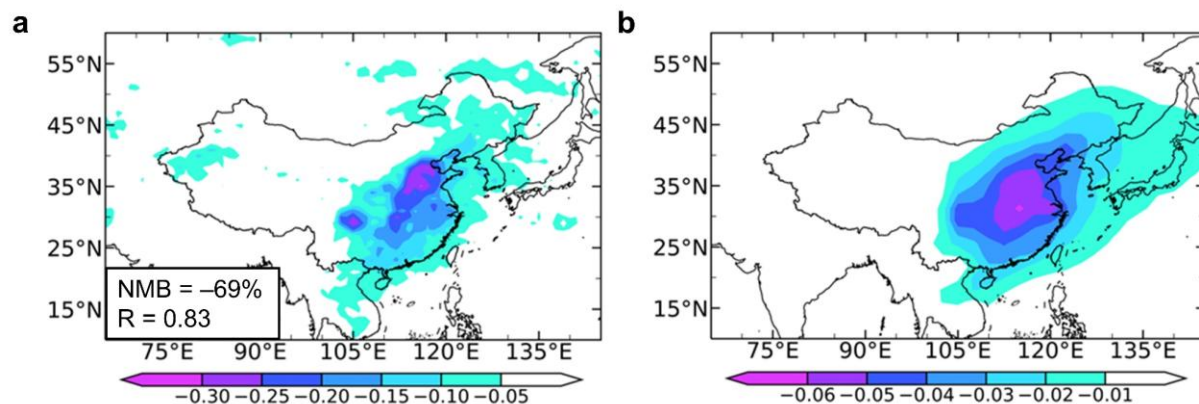 a
b
55°N
45°N
35°N
25°N
15°N
NMB = –69%
R = 0.83
75°E 90°E 105°E 120°E 135°E
−0.30 −0.25 −0.20 −0.15 −0.10 −0.05
55°N
45°N
35°N
25°N
15°N
75°E 90°E 105°E 120°E 135°E
−0.06 −0.05 −0.04 −0.03 −0.02 −0.01